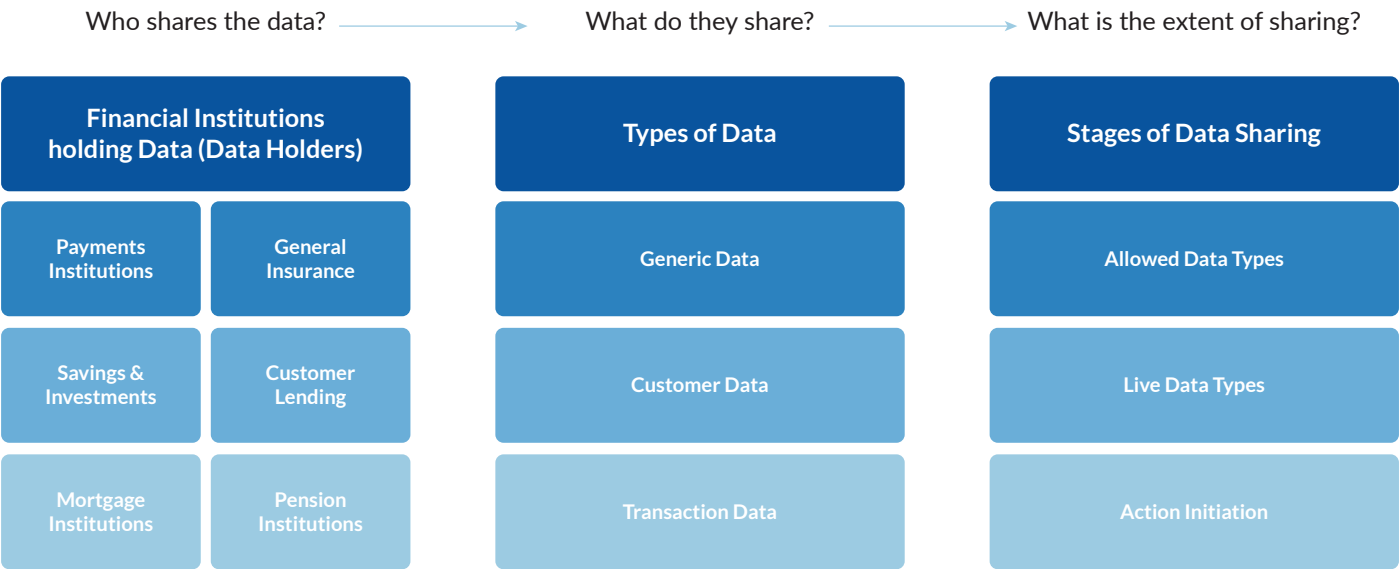 Who shares the data?
What do they share?
What is the extent of sharing?
Financial Institutions
holding Data (Data Holders)
Types of Data
Stages of Data Sharing
Payments
Institutions
General
Insurance
Generic Data
Allowed Data Types
Savings &
Investments
Customer
Lending
Customer Data
Live Data Types
Mortgage
Institutions
Pension
Institutions
Transaction Data
Action Initiation